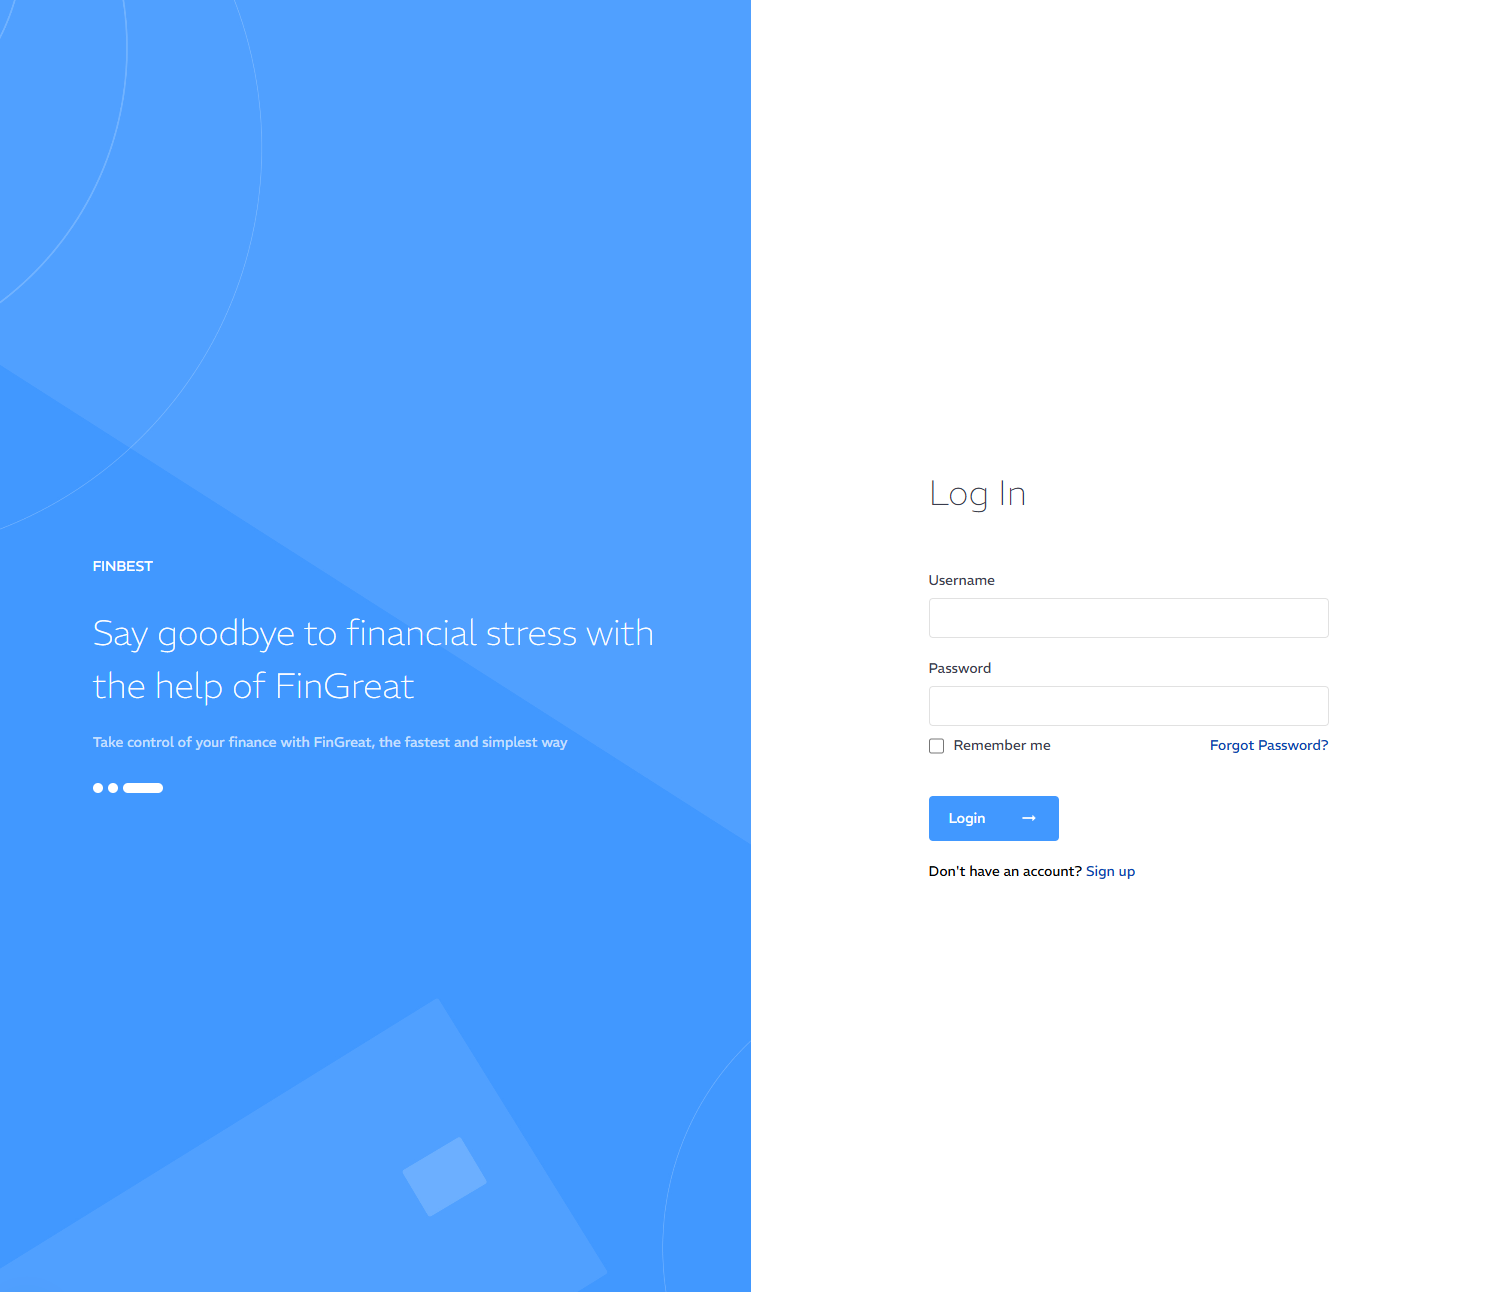 FINBEST
Say goodbye to financial stress with
the help of FinGreat
Take control of your finance with FinGreat, the fastest and simplest way
Log In
Username
Password
Remember me
Forgot Password?
Login →
Don't have an account? Sign up